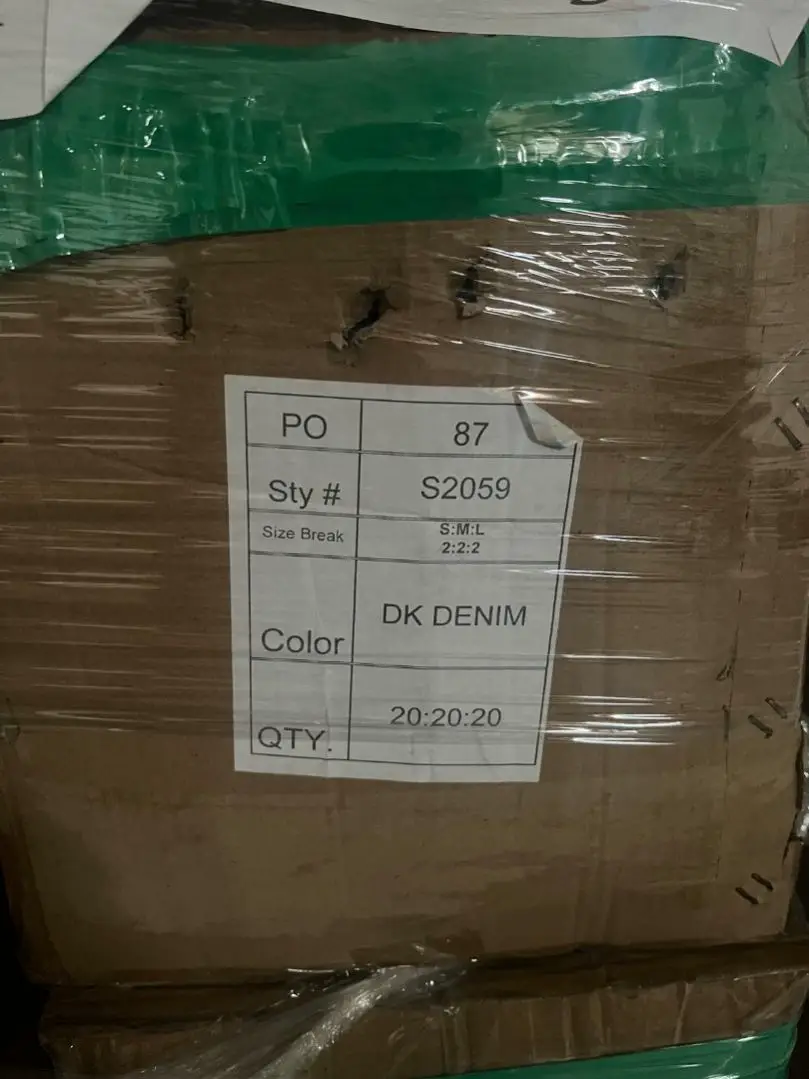 PO 87
Sty # S2059
Size Break S:M:L
2:2:2
Color DK DENIM
QTY. 20:20:20